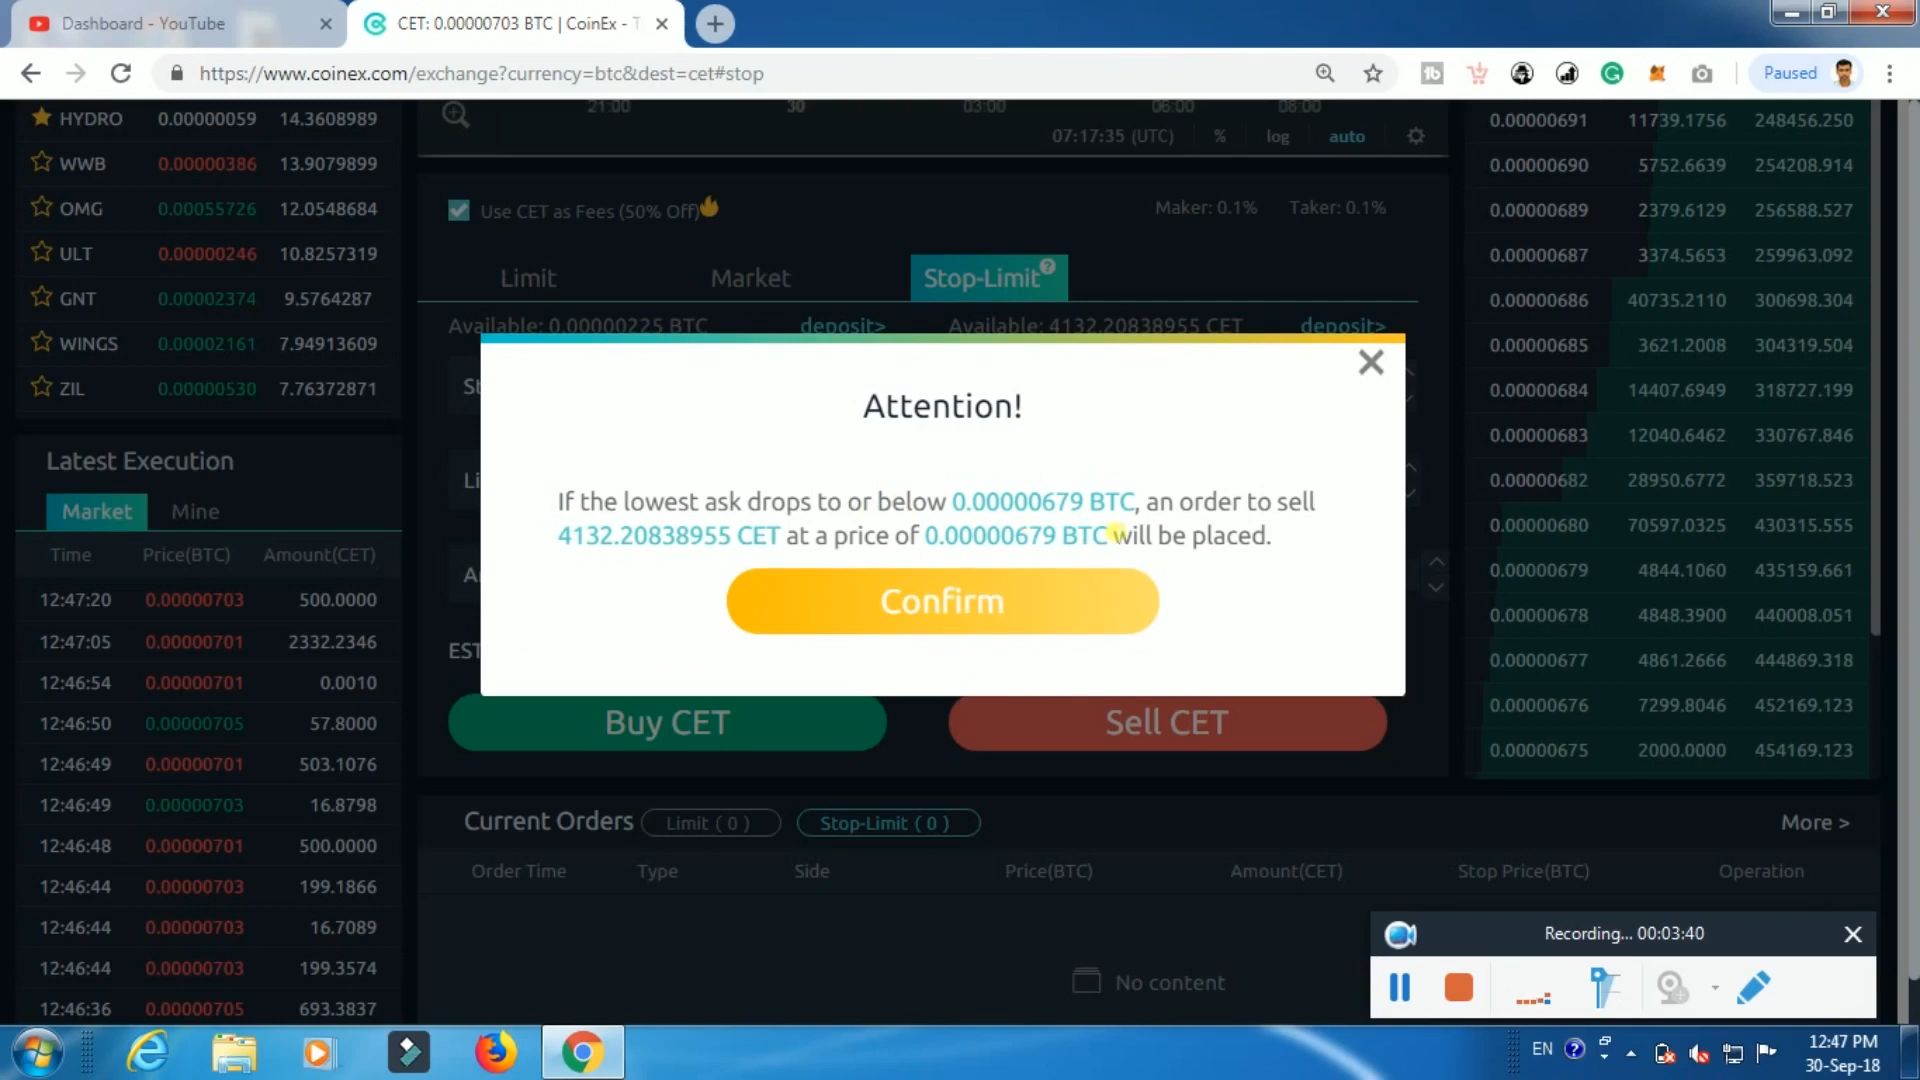 Dashboard - YouTube
CET: 0.00000703 BTC | CoinEx - T
https://www.coinex.com/exchange?currency=btc&dest=cet#stop
Paused
HYDRO 0.00000059 14.3608989
WWB 0.00000386 13.9079899
OMG 0.00055726 12.0548684
ULT 0.00000246 10.8257319
GNT 0.00002374 9.5764287
WINGS 0.00002161 7.94913609
ZIL 0.00000530 7.76372871
Latest Execution
Market Mine
Time Price(BTC) Amount(CET)
12:47:20 0.00000703 500.0000
12:47:05 0.00000701 2332.2346
12:46:54 0.00000701 0.0010
12:46:50 0.00000705 57.8000
12:46:49 0.00000701 503.1076
12:46:49 0.00000703 16.8798
12:46:48 0.00000701 500.0000
12:46:44 0.00000703 199.1866
12:46:44 0.00000703 16.7089
12:46:44 0.00000703 199.3574
12:46:36 0.00000705 693.3837
21:00 30 03:00 06:00 08:00
07:17:35 (UTC) % log auto
Use CET as Fees (50% Off) Maker: 0.1% Taker: 0.1%
Limit Market Stop-Limit ?
Available: 0.00000225 BTC deposit> Available: 4132.20838955 CET deposit>
St
Li
A
EST
Attention!
If the lowest ask drops to or below 0.00000679 BTC, an order to sell
4132.20838955 CET at a price of 0.00000679 BTC will be placed.
Confirm
Buy CET Sell CET
0.00000691 11739.1756 248456.250
0.00000690 5752.6639 254208.914
0.00000689 2379.6129 256588.527
0.00000687 3374.5653 259963.092
0.00000686 40735.2110 300698.304
0.00000685 3621.2008 304319.504
0.00000684 14407.6949 318727.199
0.00000683 12040.6462 330767.846
0.00000682 28950.6772 359718.523
0.00000680 70597.0325 430315.555
0.00000679 4844.1060 435159.661
0.00000678 4848.3900 440008.051
0.00000677 4861.2666 444869.318
0.00000676 7299.8046 452169.123
0.00000675 2000.0000 454169.123
Current Orders Limit ( 0 ) Stop-Limit ( 0 ) More >
Order Time Type Side Price(BTC) Amount(CET) Stop Price(BTC) Operation
No content
Recording... 00:03:40
EN
12:47 PM
30-Sep-18